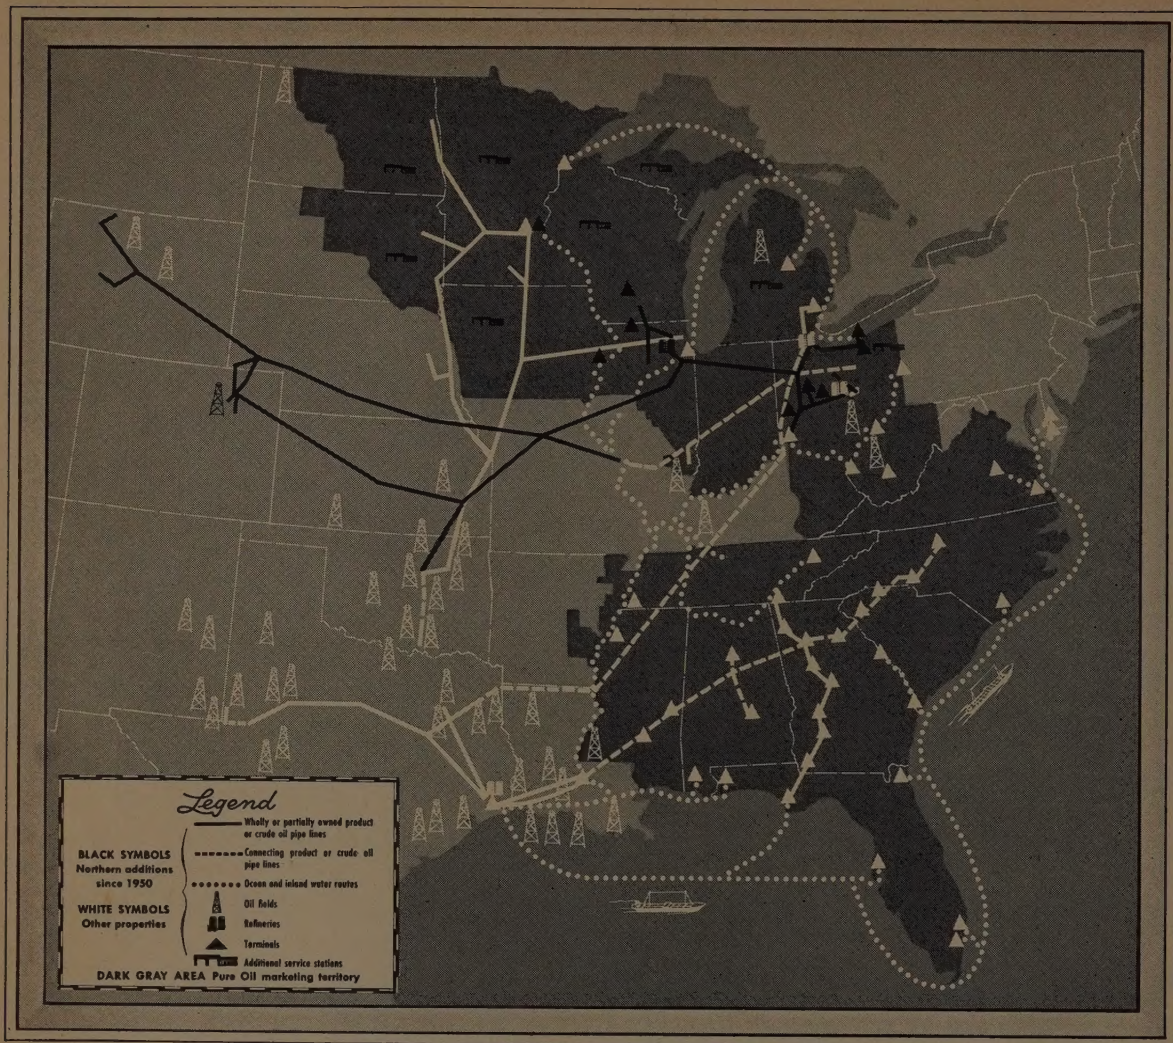 Legend
BLACK SYMBOLS
Northern additions
since 1950
WHITE SYMBOLS
Other properties
Wholly or partially owned product
or crude oil pipe lines
Connecting product or crude oil
pipe lines
Ocean and inland water routes
Oil fields
Refineries
Terminals
Additional service stations
DARK GRAY AREA Pure Oil marketing territory